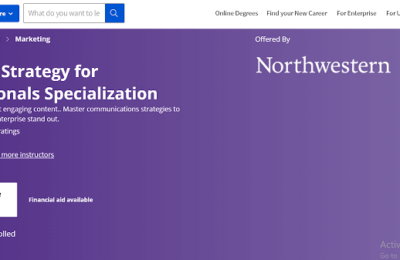 What do you want to le
Online Degrees Find your New Career For Enterprise For U
Marketing
Offered By
Northwestern
Strategy for
onals Specialization
engaging content.. Master communications strategies to
nterprise stand out.
atings
more instructors
Financial aid available
olled
Activ
Go to